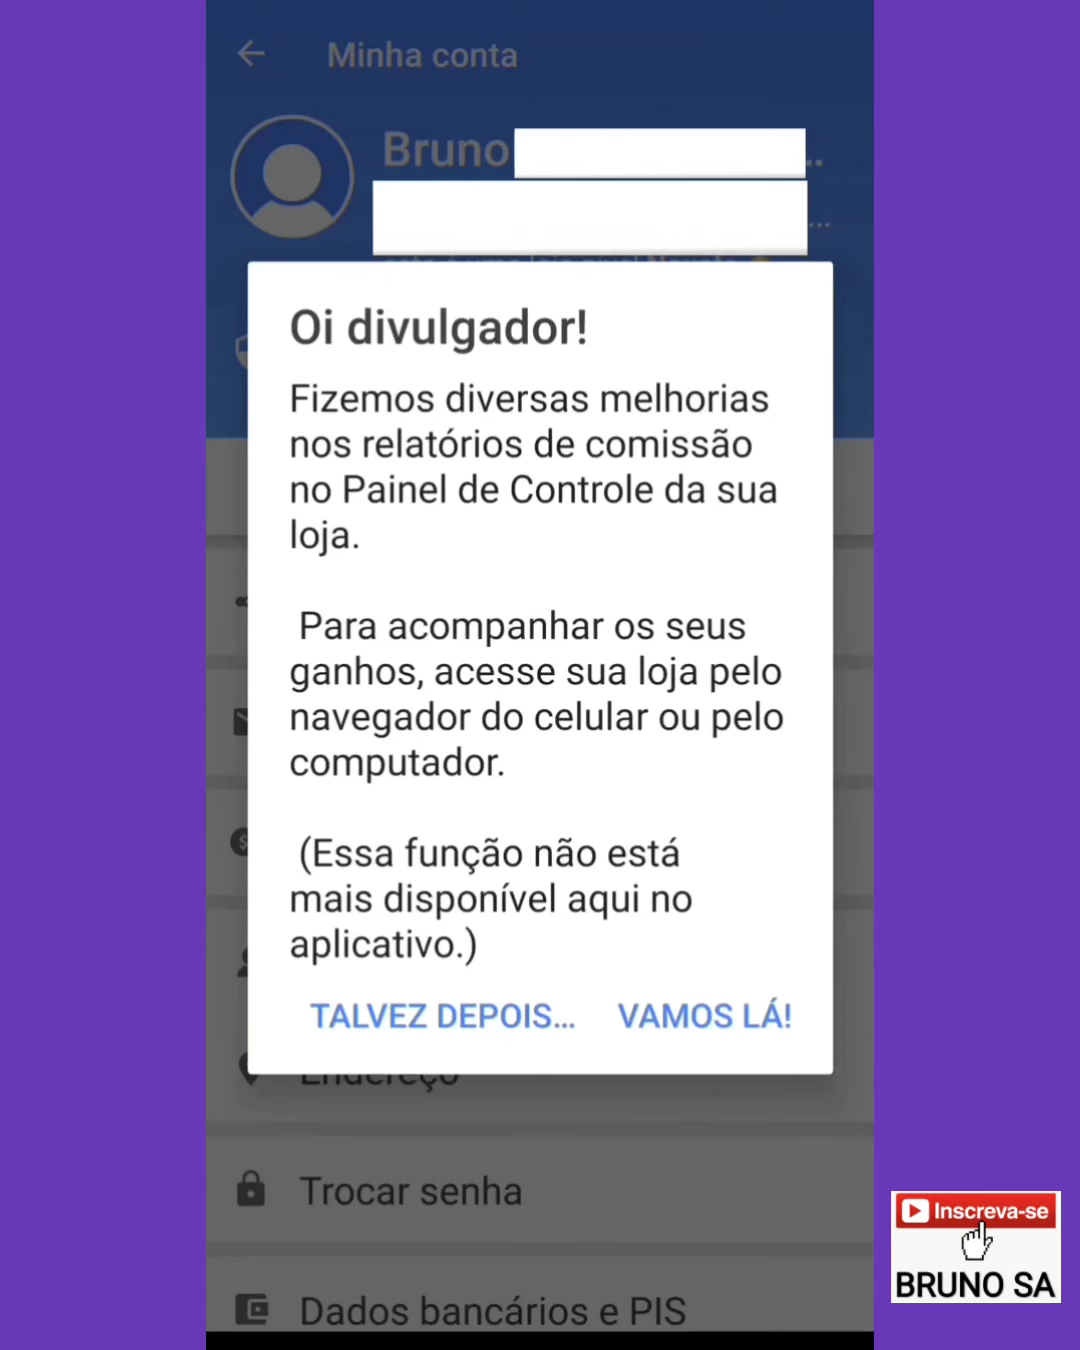 Minha conta
Bruno
Oi divulgador!
Fizemos diversas melhorias
nos relatórios de comissão
no Painel de Controle da sua
loja.
Para acompanhar os seus
ganhos, acesse sua loja pelo
navegador do celular ou pelo
computador.
(Essa função não está
mais disponível aqui no
aplicativo.)
TALVEZ DEPOIS... VAMOS LÁ!
Endereço
Trocar senha
Dados bancários e PIS
Inscreva-se
BRUNO SA